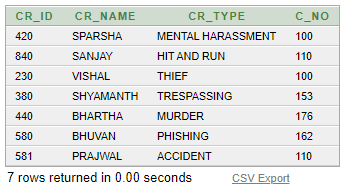 CR_ID CR_NAME CR_TYPE C_NO
420 SPARSHA MENTAL HARASSMENT 100
840 SANJAY HIT AND RUN 110
230 VISHAL THIEF 100
380 SHYAMANTH TRESPASSING 153
440 BHARTHA MURDER 176
580 BHUVAN PHISHING 162
581 PRAJWAL ACCIDENT 110
7 rows returned in 0.00 seconds CSV Export